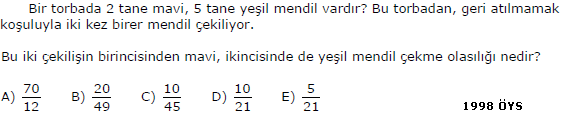 Bir torbada 2 tane mavi, 5 tane yeşil mendil vardır? Bu torbadan, geri atılmamak
koşuluyla iki kez birer mendil çekiliyor.
Bu iki çekilişin birincisinden mavi, ikincisinde de yeşil mendil çekme olasılığı nedir?
A) 70/12 B) 20/49 C) 10/45 D) 10/21 E) 5/21
1998 ÖYS